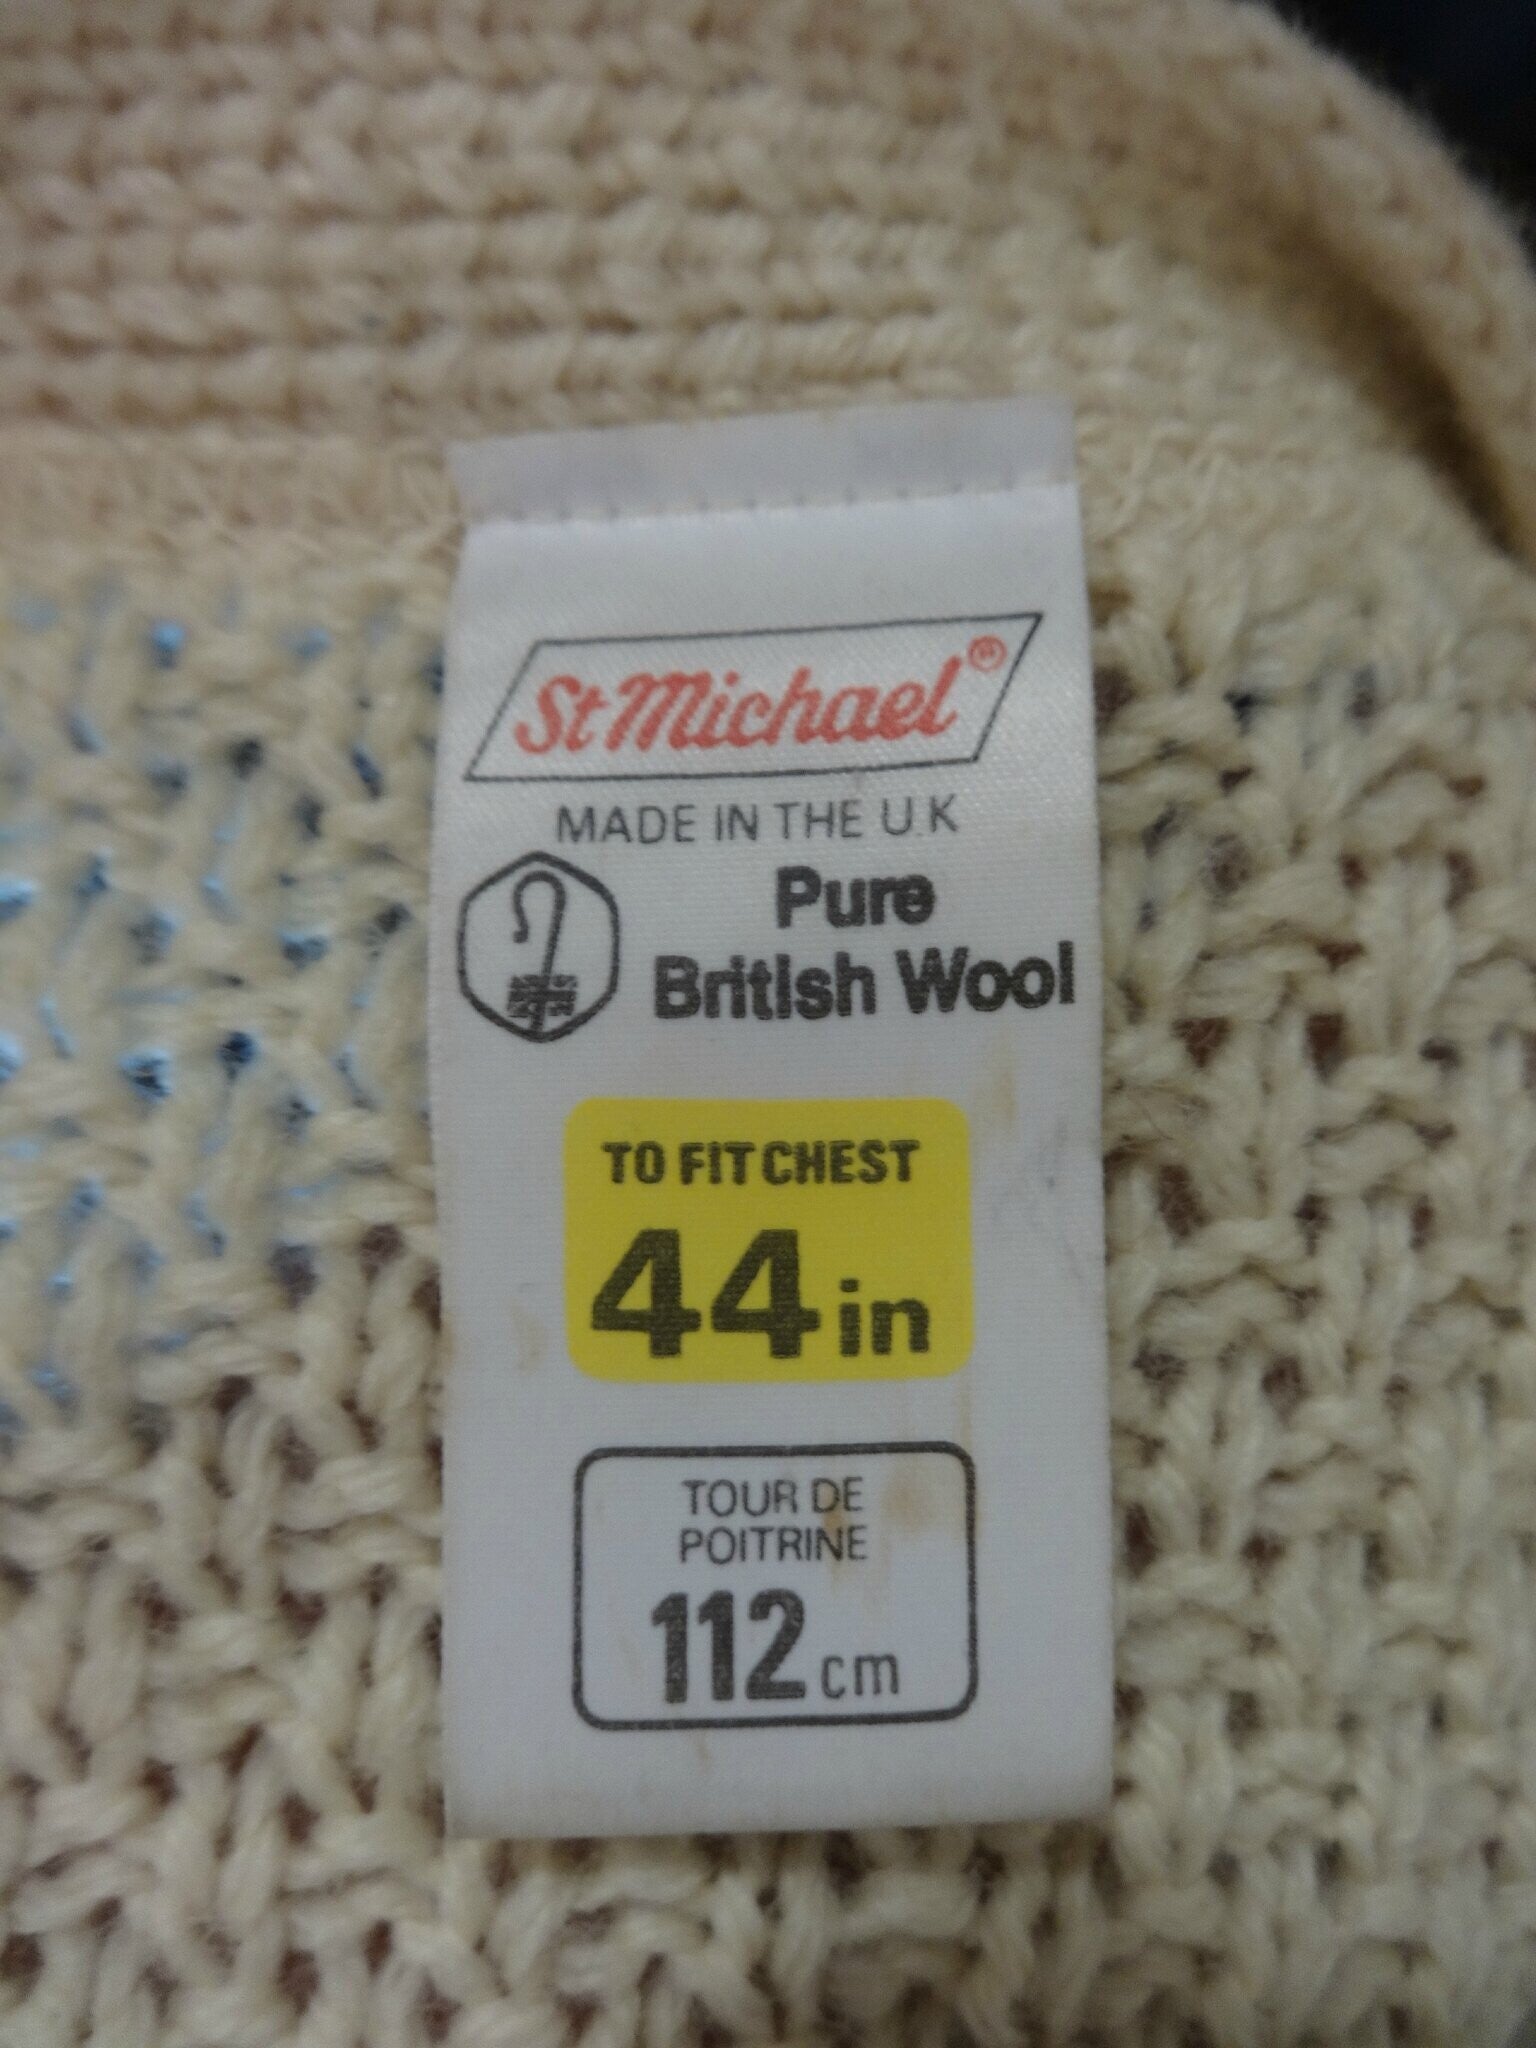 St Michael®
MADE IN THE U.K
Pure
British Wool
TO FIT CHEST
44 in
TOUR DE
POITRINE
112 cm